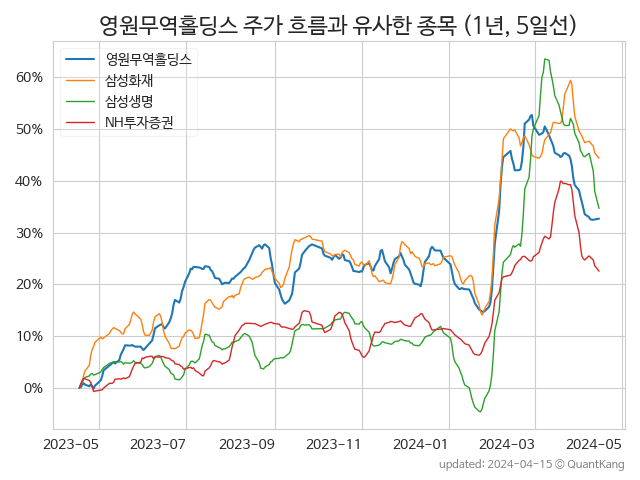 영원무역홀딩스 주가 흐름과 유사한 종목 (1년, 5일선)
영원무역홀딩스
삼성화재
삼성생명
NH투자증권
60%
50%
40%
30%
20%
10%
0%
2023-05
2023-07
2023-09
2023-11
2024-01
2024-03
2024-05
updated: 2024-04-15 © QuantKang